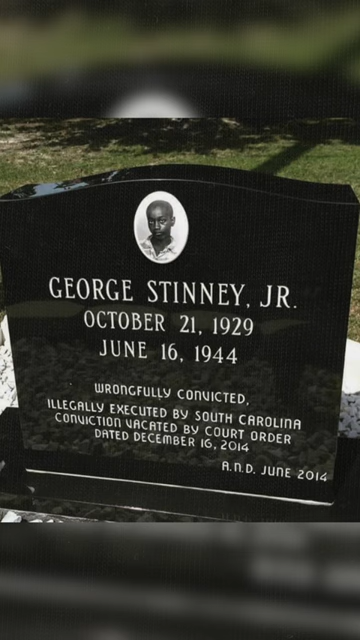 GEORGE STINNEY, JR.
OCTOBER 21, 1929
JUNE 16, 1944
WRONGFULLY CONVICTED,
ILLEGALLY EXECUTED BY SOUTH CAROLINA
CONVICTION VACATED BY COURT ORDER
DATED DECEMBER 16, 2014
A.N.D. JUNE 2014